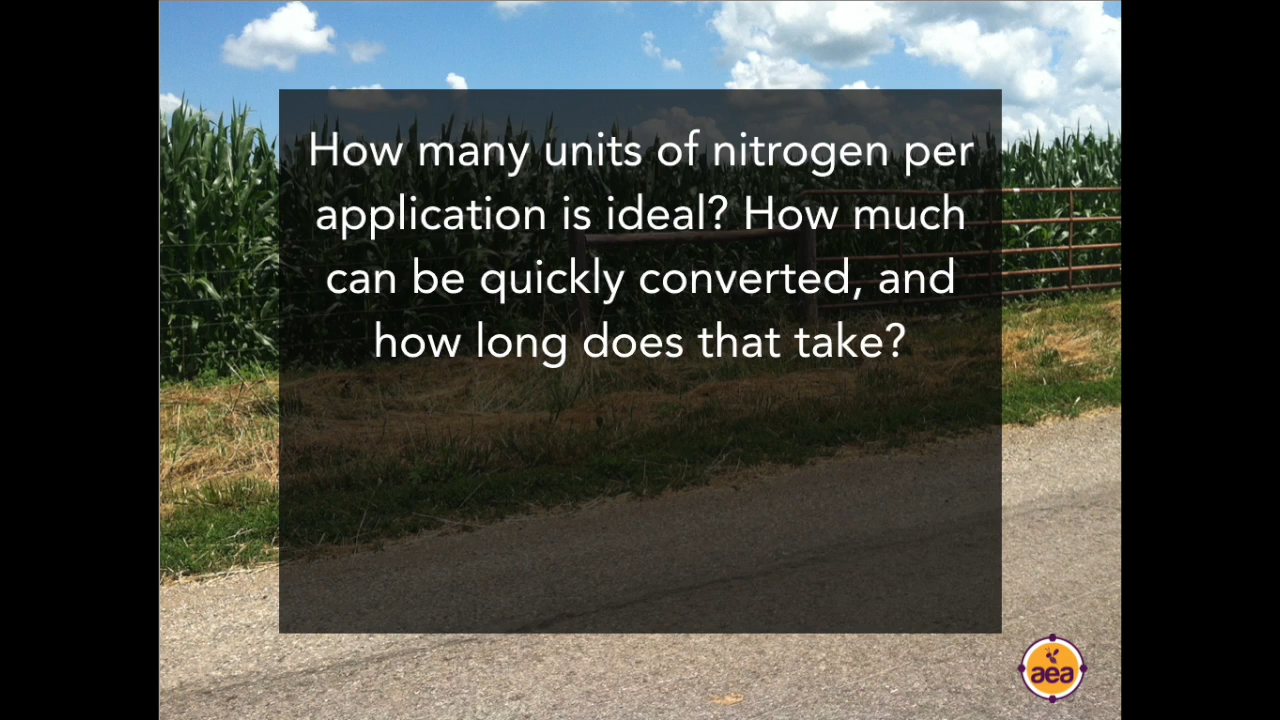 How many units of nitrogen per
application is ideal? How much
can be quickly converted, and
how long does that take?
aea